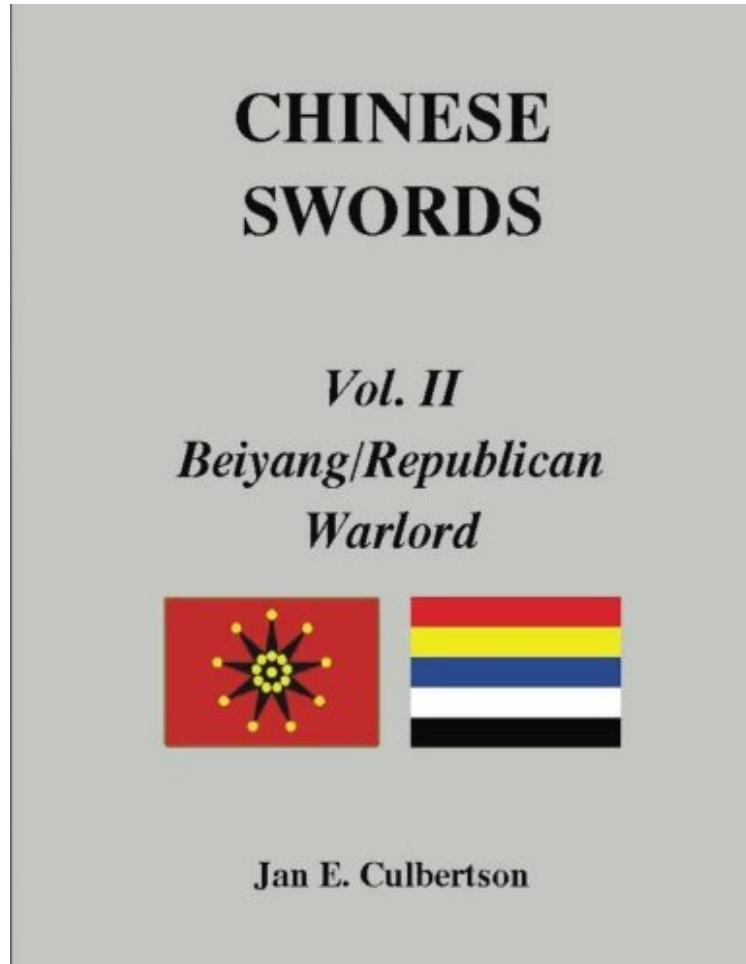 CHINESE
SWORDS
Vol. II
Beiyang/Republican
Warlord
Jan E. Culbertson